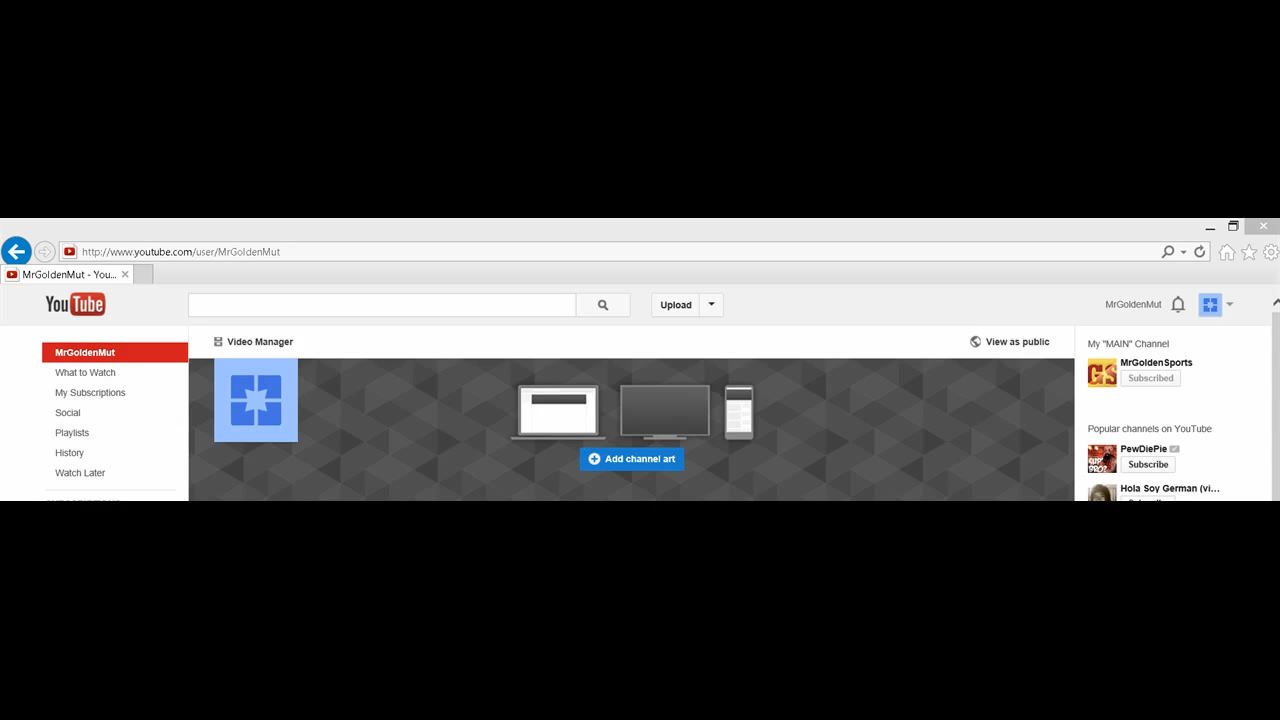 http://www.youtube.com/user/MrGoldenMut
MrGoldenMut - You...
YouTube
Upload
MrGoldenMut
MrGoldenMut
What to Watch
My Subscriptions
Social
Playlists
History
Watch Later
Video Manager
View as public
Add channel art
My "MAIN" Channel
GS
MrGoldenSports
Subscribed
Popular channels on YouTube
PewDiePie
Subscribe
Hola Soy German (vi...